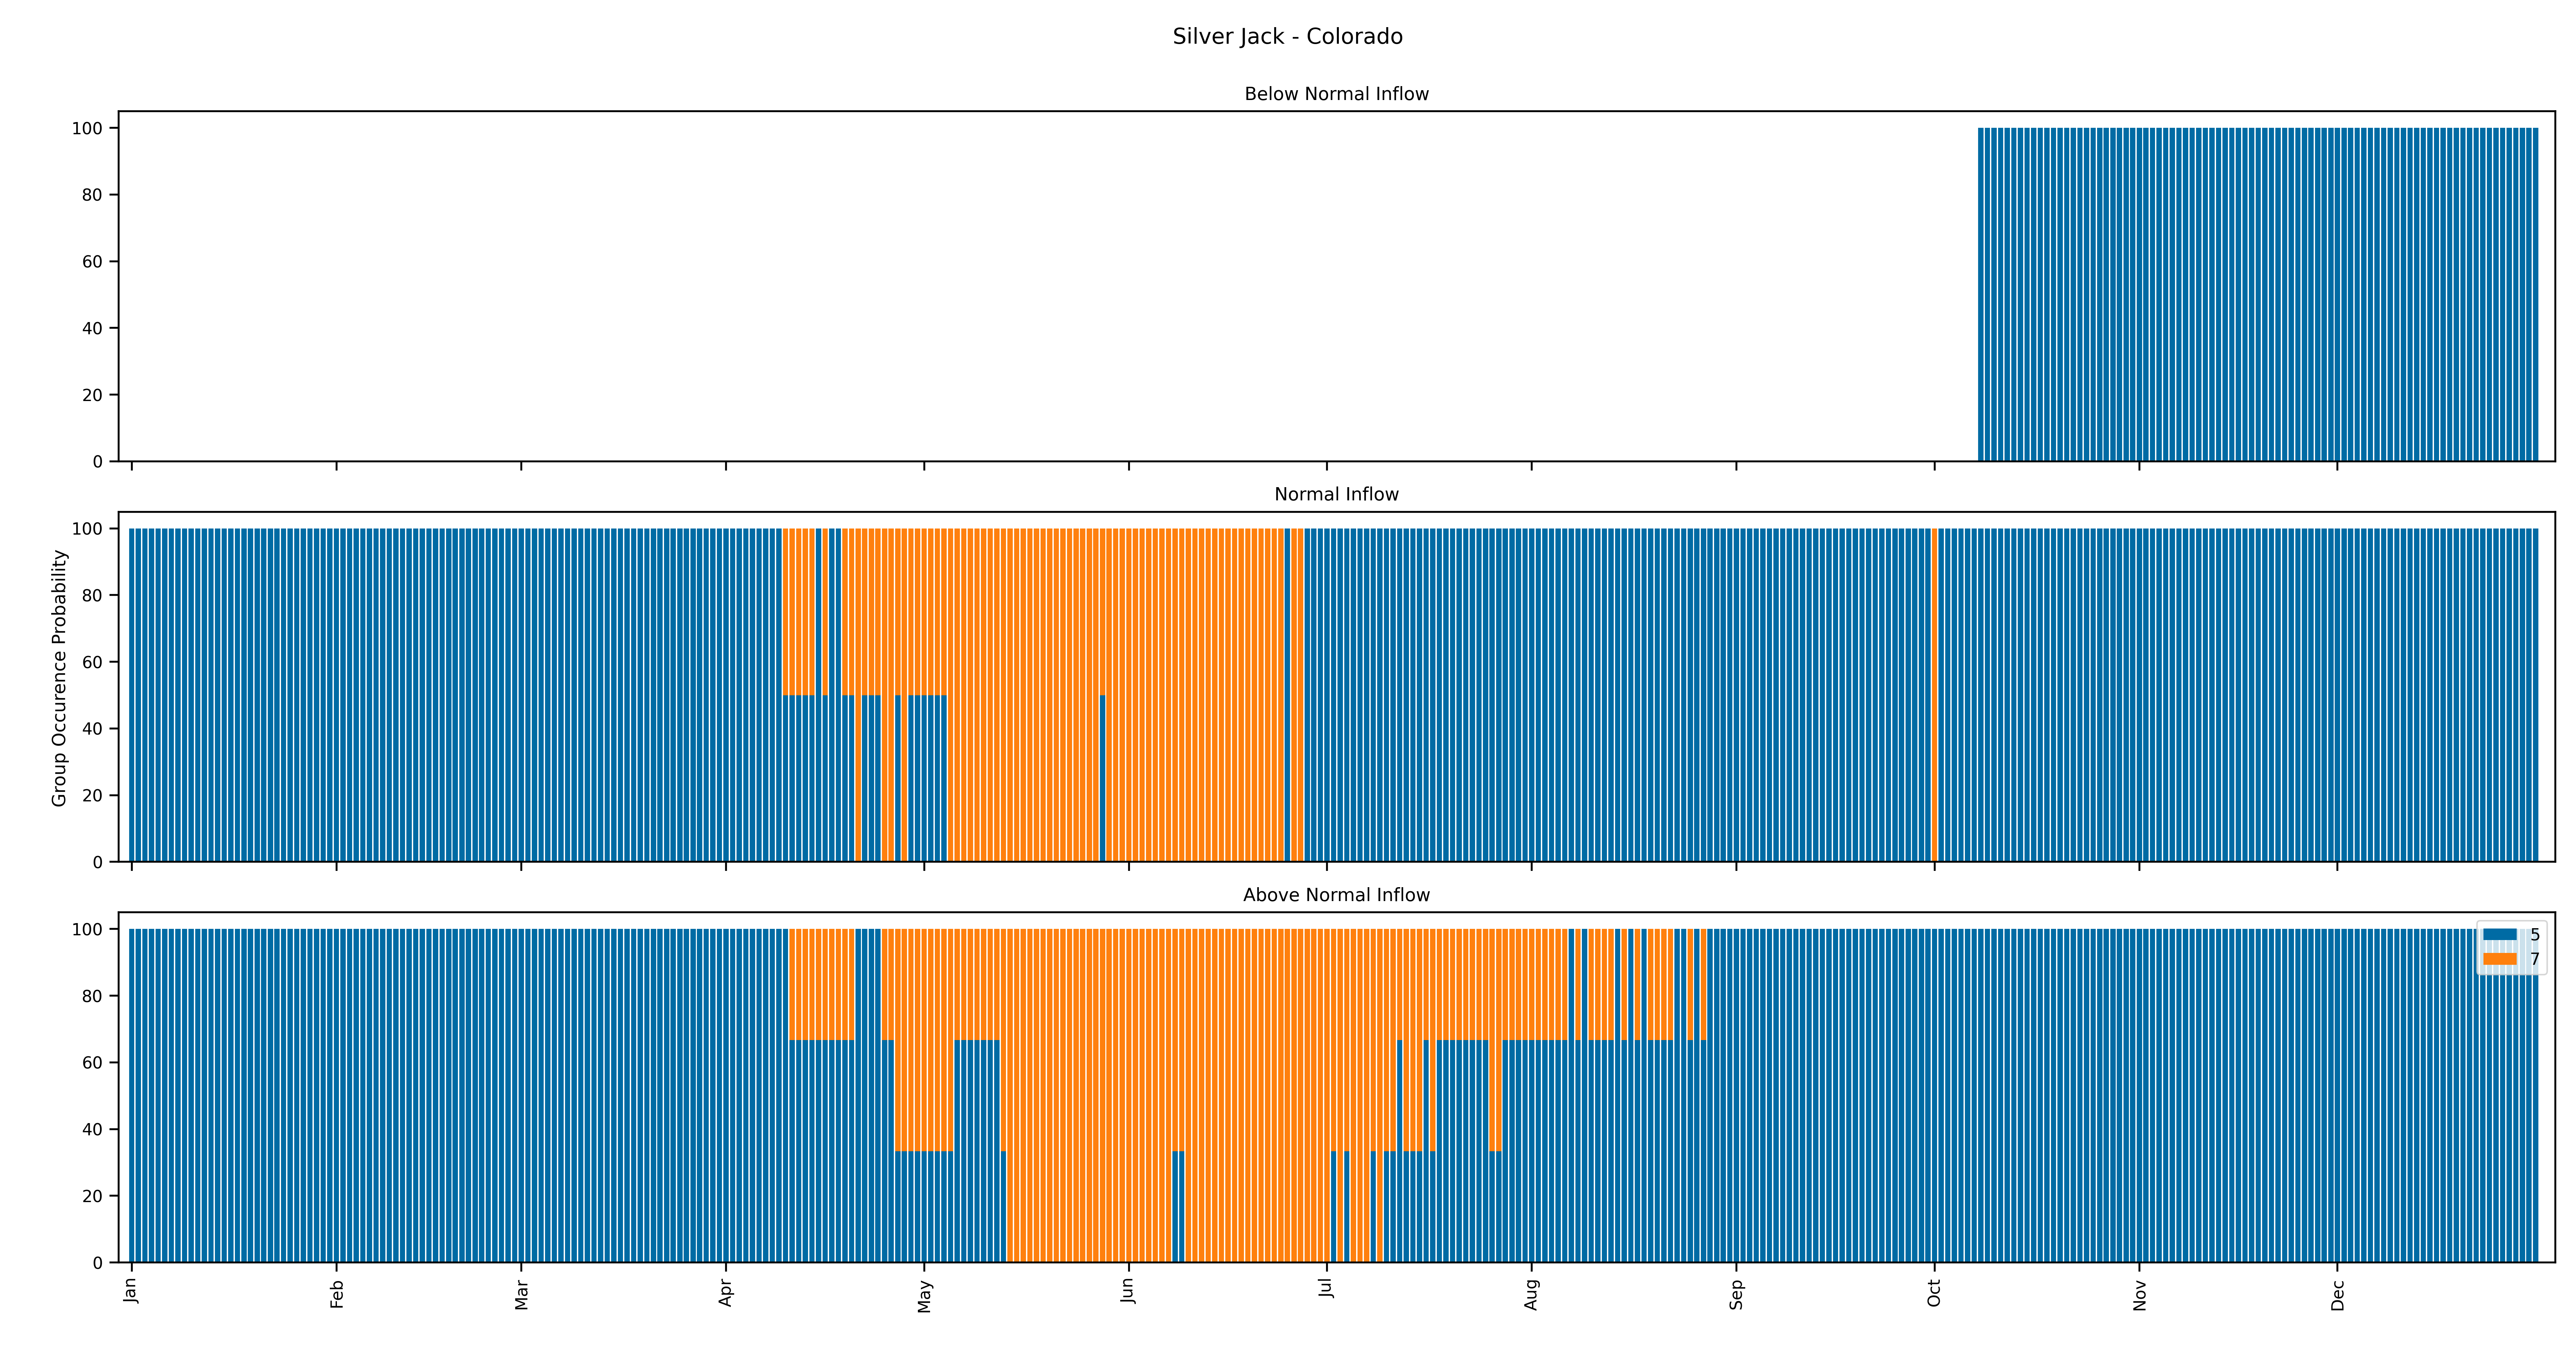 Silver Jack - Colorado
Below Normal Inflow
100
80
60
40
20
0
Normal Inflow
Group Occurence Probability
100
80
60
40
20
0
Above Normal Inflow
100
80
60
40
20
0
5
7
Jan
Feb
Mar
Apr
May
Jun
Jul
Aug
Sep
Oct
Nov
Dec